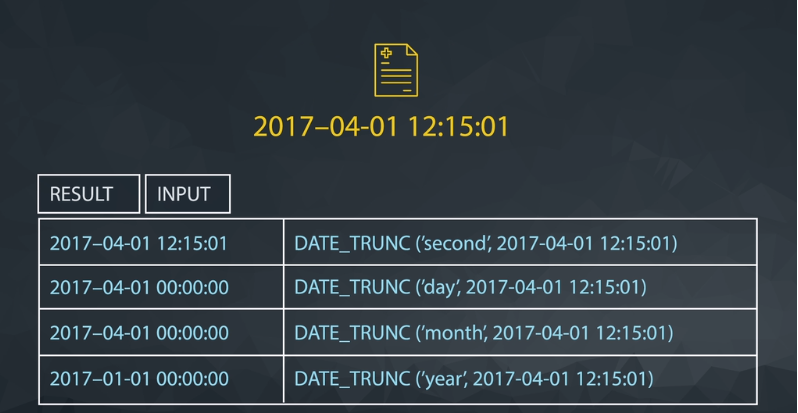 2017–04-01 12:15:01
RESULT INPUT
2017–04-01 12:15:01 DATE_TRUNC (‘second’, 2017-04-01 12:15:01)
2017–04-01 00:00:00 DATE_TRUNC (‘day’, 2017-04-01 12:15:01)
2017–04-01 00:00:00 DATE_TRUNC (‘month’, 2017-04-01 12:15:01)
2017–01-01 00:00:00 DATE_TRUNC (‘year’, 2017-04-01 12:15:01)